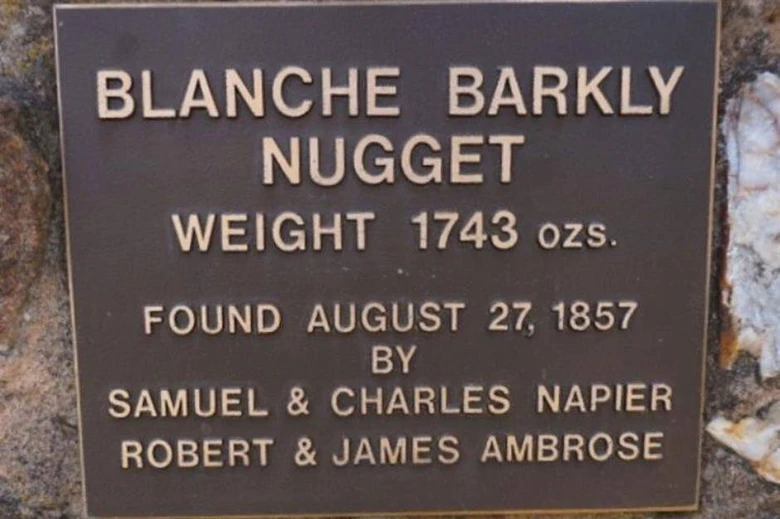 BLANCHE BARKLY
NUGGET
WEIGHT 1743 ozs.
FOUND AUGUST 27, 1857
BY
SAMUEL & CHARLES NAPIER
ROBERT & JAMES AMBROSE